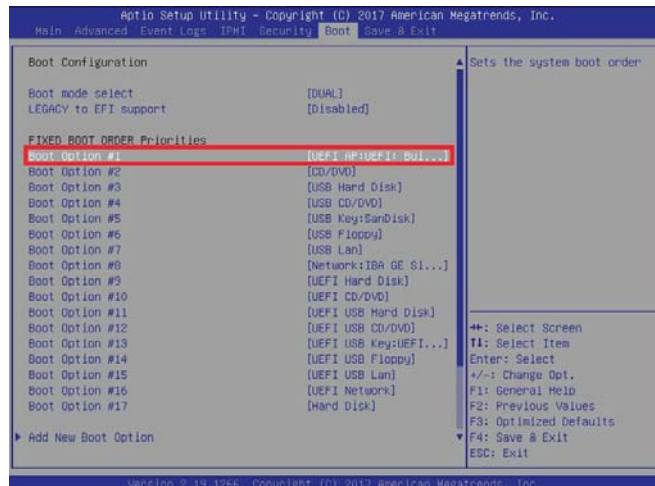 Aptio Setup Utility – Copyright (C) 2017 American Megatrends, Inc.
Main Advanced Event Logs IPMI Security Boot Save & Exit
Boot Configuration
Boot mode select [DUAL]
LEGACY to EFI support [Disabled]
FIXED BOOT ORDER Priorities
Boot Option #1 [UEFI AP:UEFI: Bui...]
Boot Option #2 [CD/DVD]
Boot Option #3 [USB Hard Disk]
Boot Option #4 [USB CD/DVD]
Boot Option #5 [USB Key:SanDisk]
Boot Option #6 [USB Floppy]
Boot Option #7 [USB Lan]
Boot Option #8 [Network:IBA GE Sl...]
Boot Option #9 [UEFI Hard Disk]
Boot Option #10 [UEFI CD/DVD]
Boot Option #11 [UEFI USB Hard Disk]
Boot Option #12 [UEFI USB CD/DVD]
Boot Option #13 [UEFI USB Key:UEFI...]
Boot Option #14 [UEFI USB Floppy]
Boot Option #15 [UEFI USB Lan]
Boot Option #16 [UEFI Network]
Boot Option #17 [Hard Disk]
Add New Boot Option
Sets the system boot order
→←: Select Screen
↑↓: Select Item
Enter: Select
+/-: Change Opt.
F1: General Help
F2: Previous Values
F3: Optimized Defaults
F4: Save & Exit
ESC: Exit
Version 2.19.1266. Copyright (C) 2017 American Megatrends, Inc.